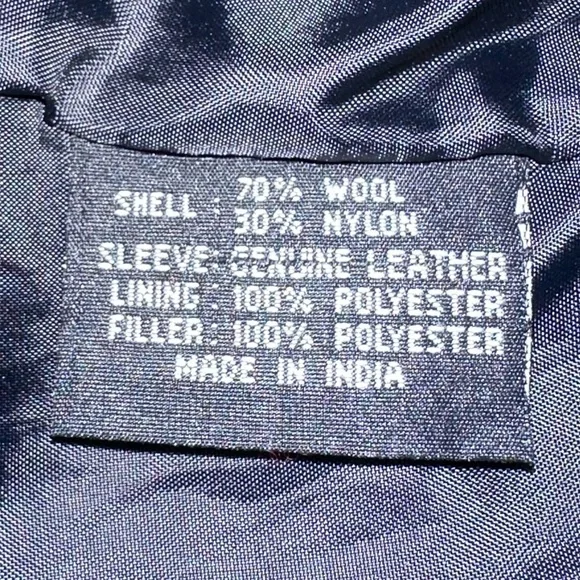 SHELL : 70% WOOL
30% NYLON
SLEEVE: GENUINE LEATHER
LINING : 100% POLYESTER
FILLER : 100% POLYESTER
MADE IN INDIA